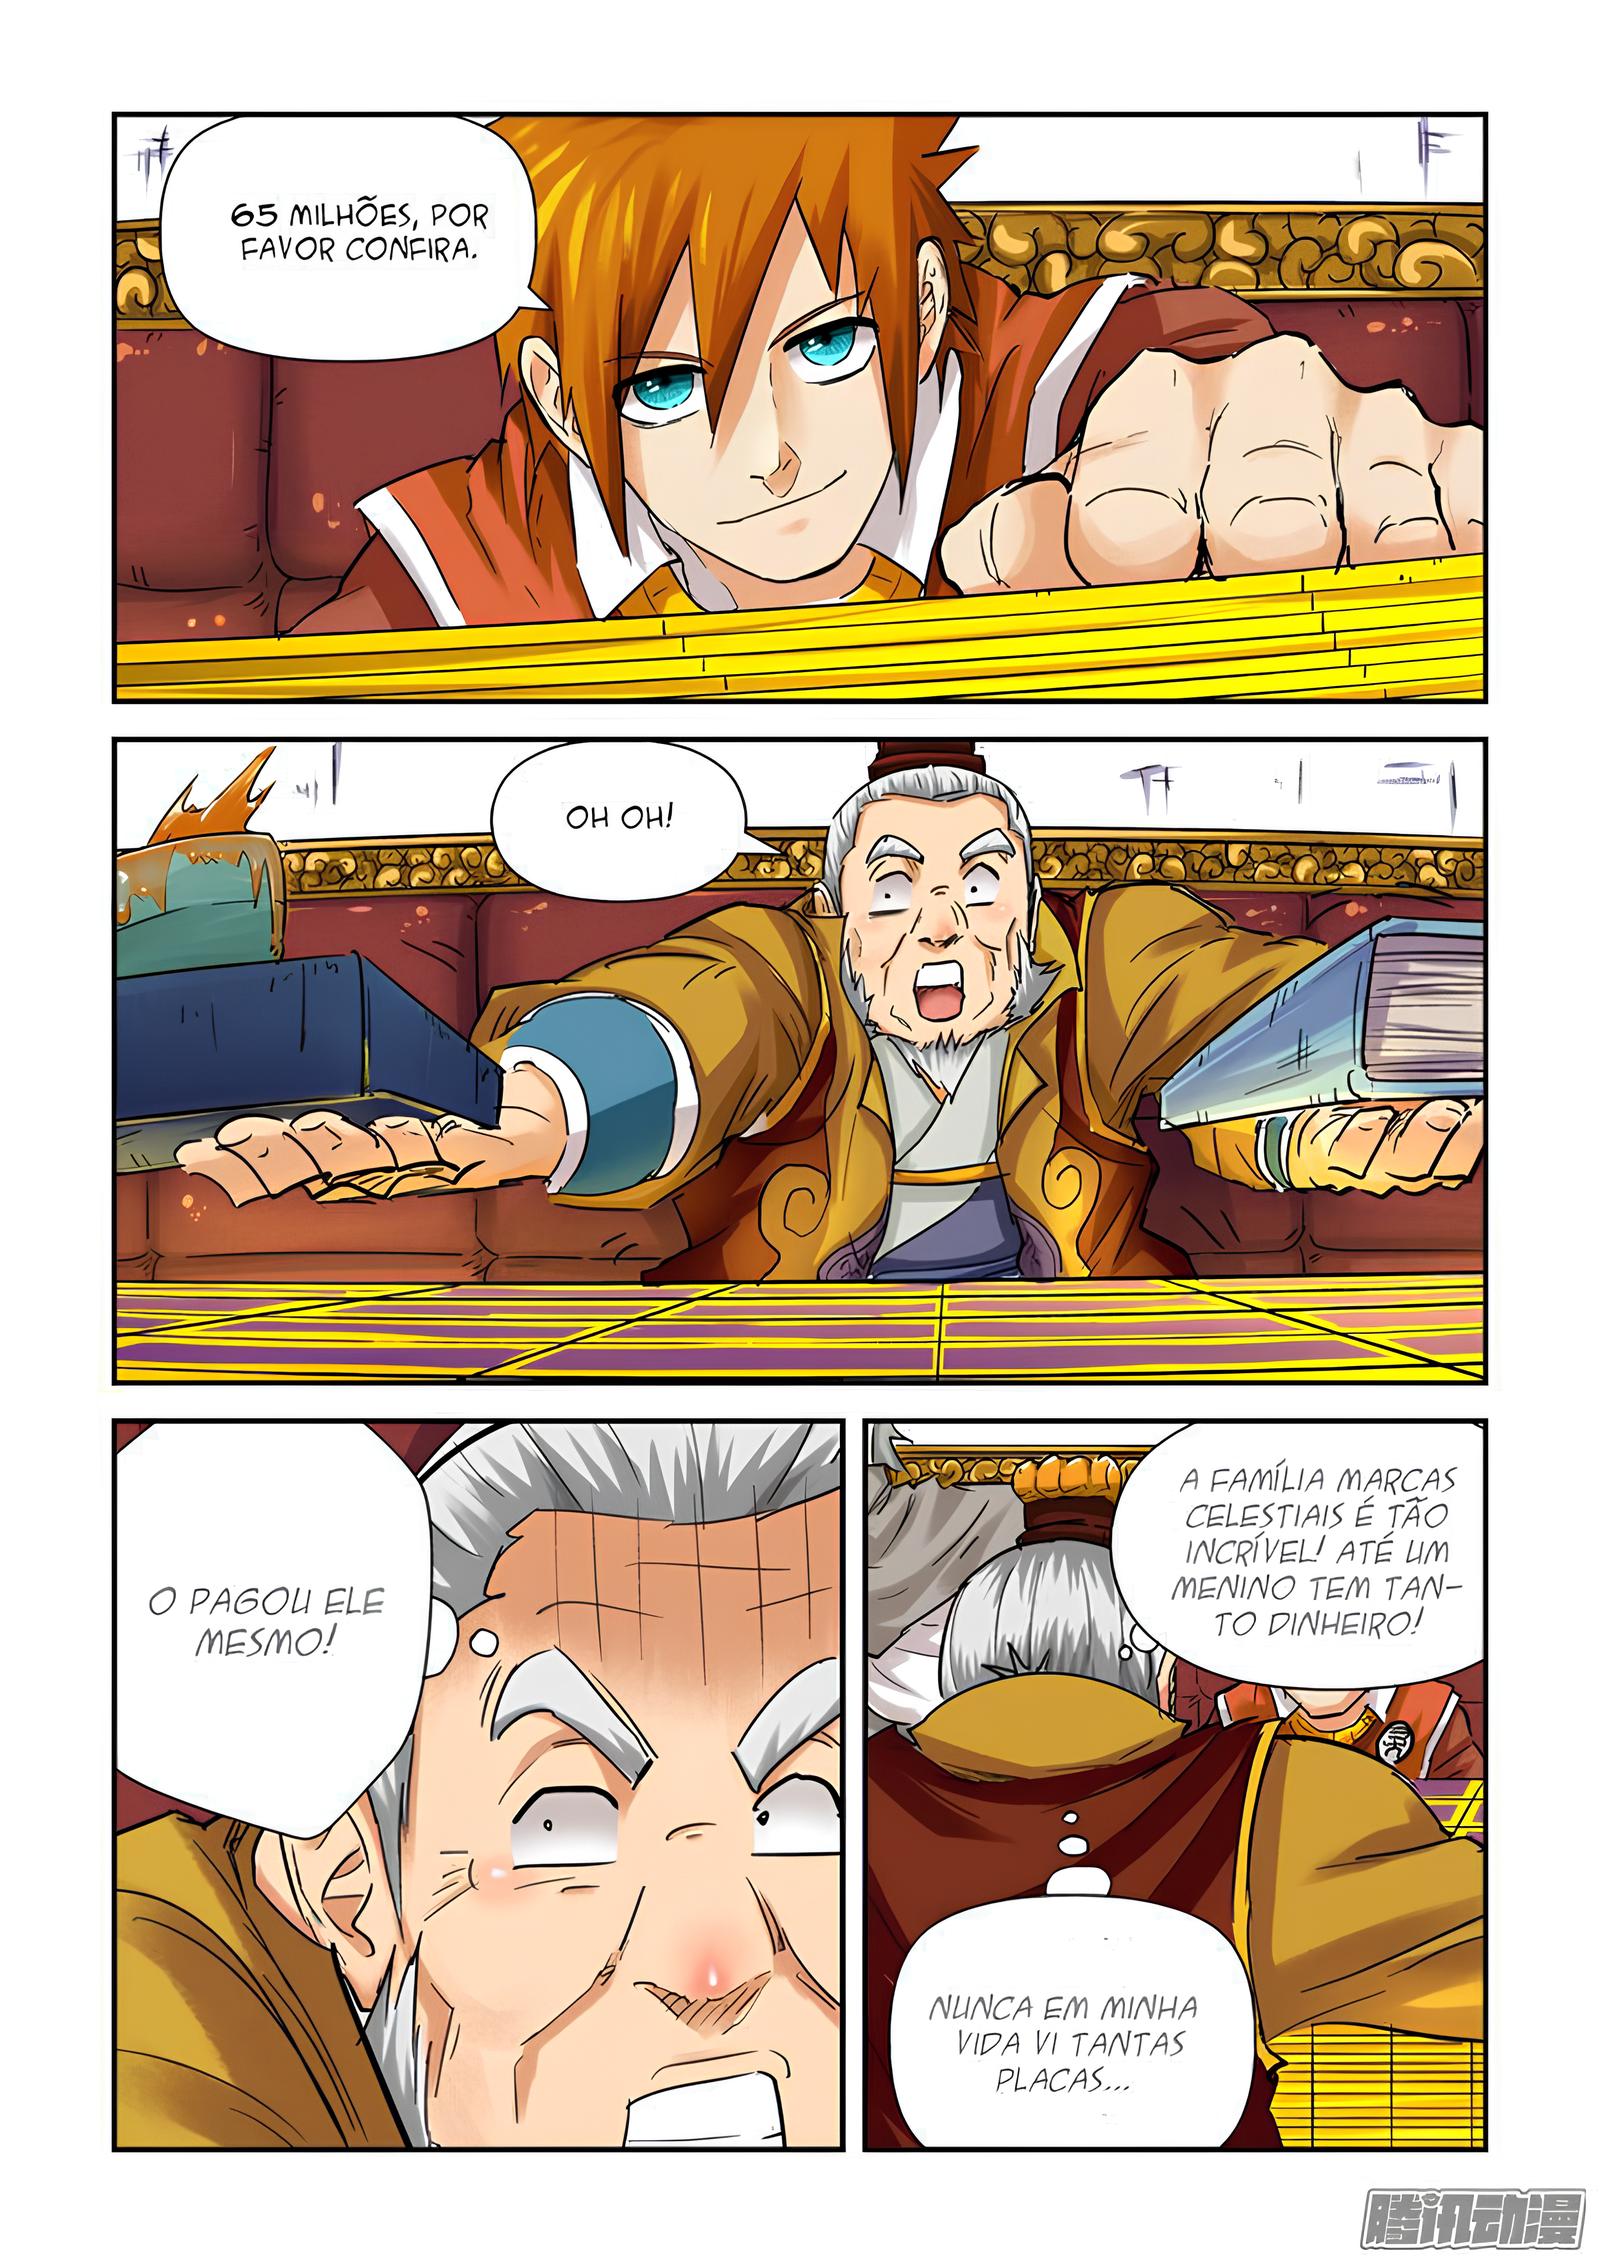 65 MILHÕES, POR
FAVOR CONFIRA.
OH OH!
O PAGOU ELE
MESMO!
A FAMÍLIA MARCAS
CELESTIAIS É TÃO
INCRÍVEL! ATÉ UM
MENINO TEM TAN-
TO DINHEIRO!
NUNCA EM MINHA
VIDA VI TANTAS
PLACAS...
腾讯动漫